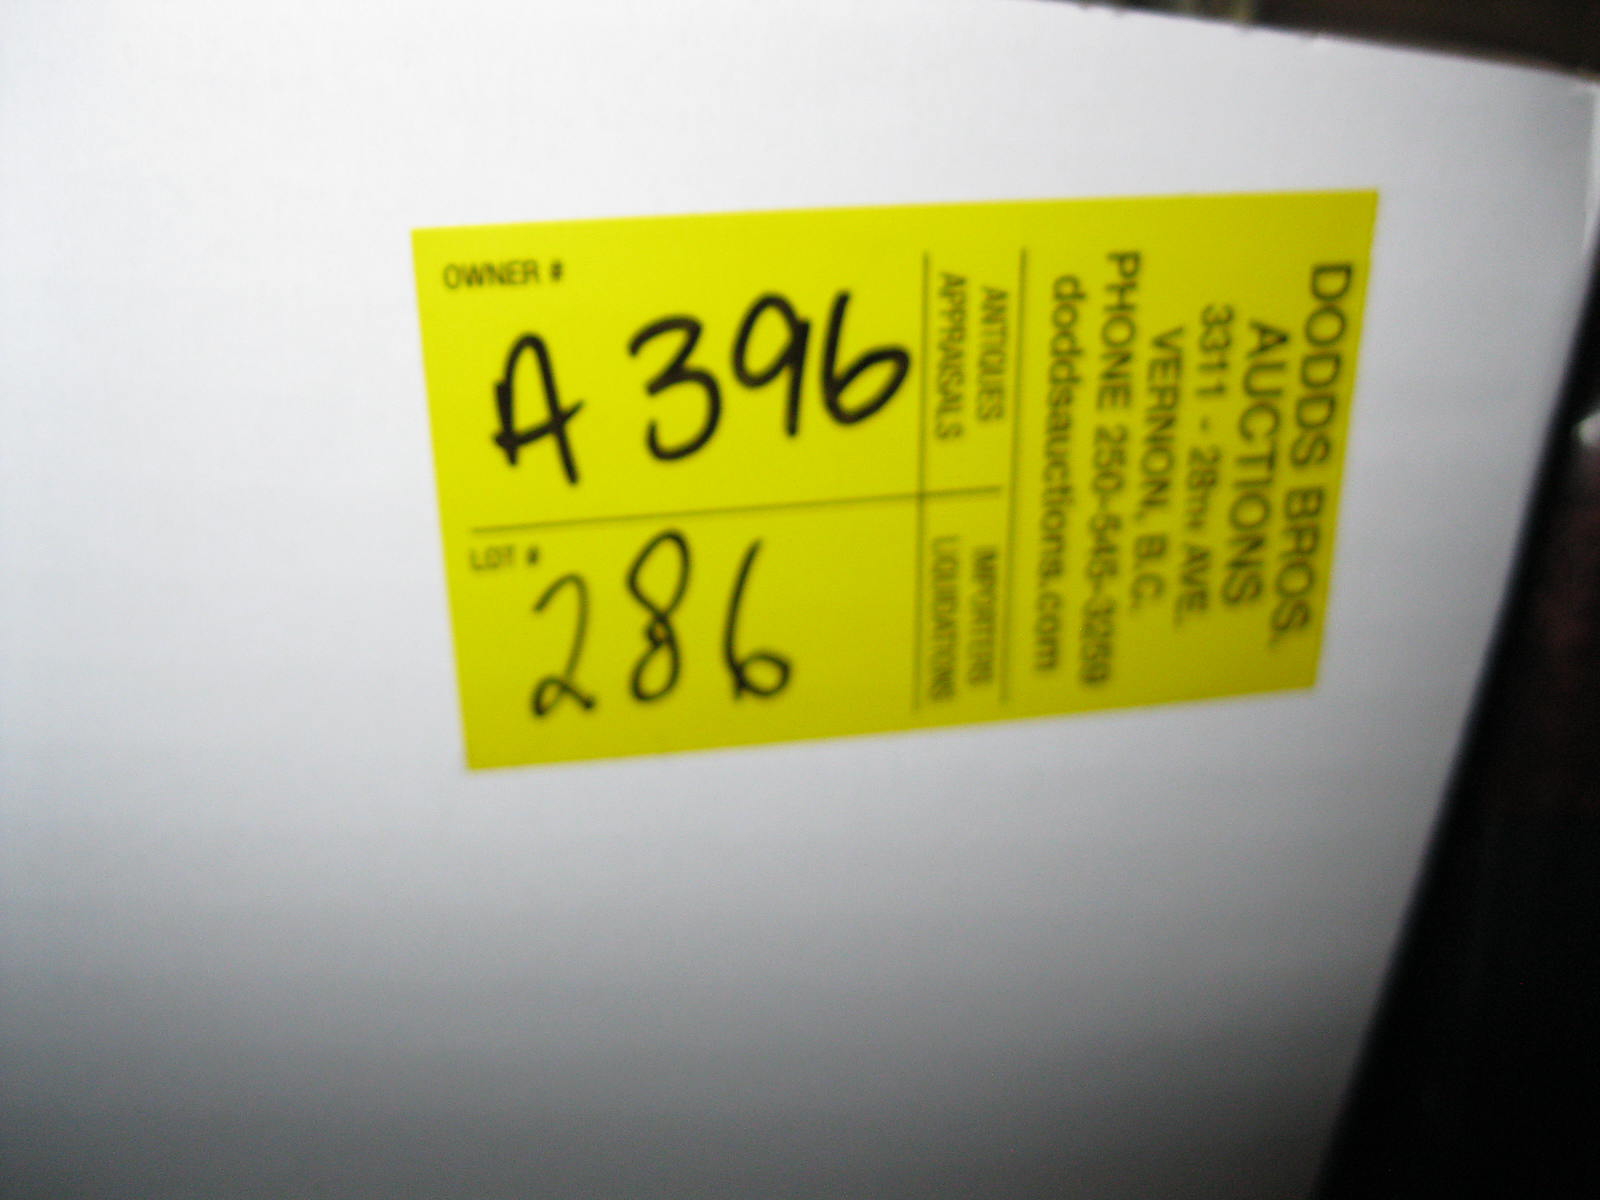 OWNER #
A 396
LOT #
286
ANTIQUES
APPRAISALS
IMPORTERS
LIQUIDATIONS
DODDS BROS.
AUCTIONS
3311 - 28TH AVE.
VERNON, B.C.
PHONE 250-545-3259
doddsauctions.com